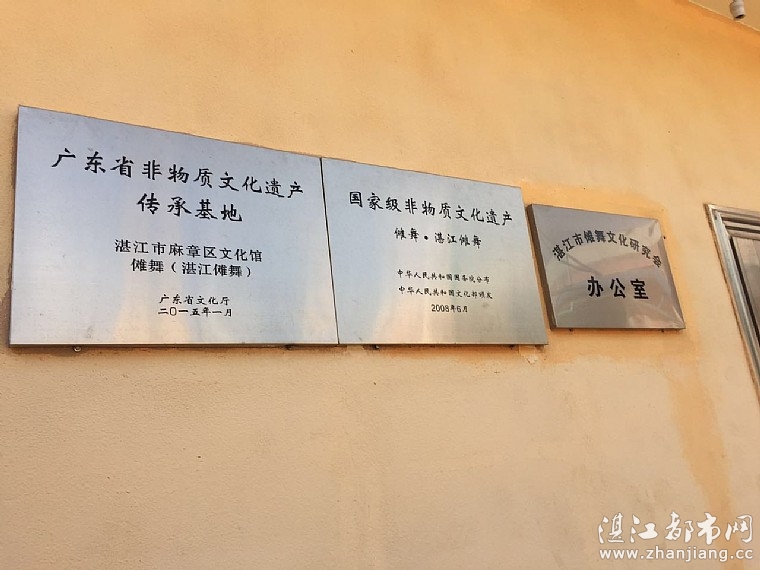 广东省非物质文化遗产
传承基地
湛江市麻章区文化馆
傩舞（湛江傩舞）
广东省文化厅
二〇一五年一月
国家级非物质文化遗产
傩舞·湛江傩舞
中华人民共和国国务院公布
中华人民共和国文化部颁发
2008年6月
湛江市傩舞文化研究会
办公室
湛江都市网
www.zhanjiang.cc